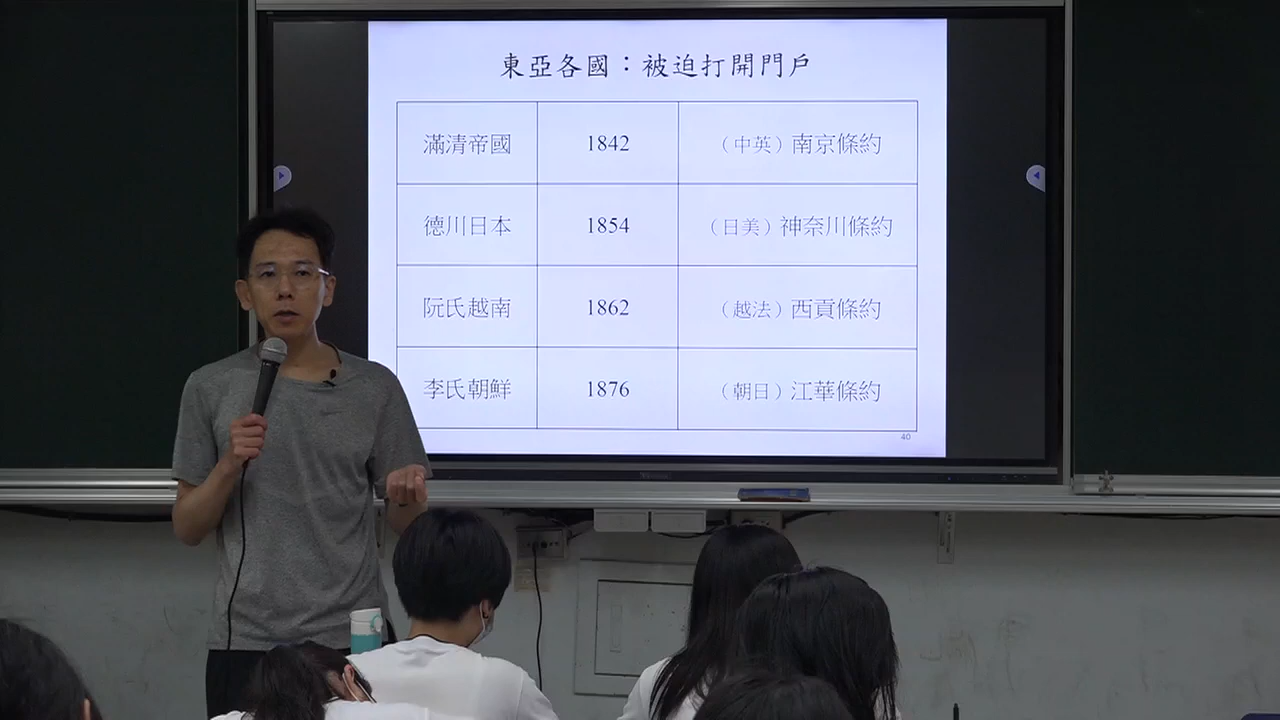 東亞各國：被迫打開門戶
滿清帝國 1842 （中英）南京條約
德川日本 1854 （日美）神奈川條約
阮氏越南 1862 （越法）西貢條約
李氏朝鮮 1876 （朝日）江華條約
40